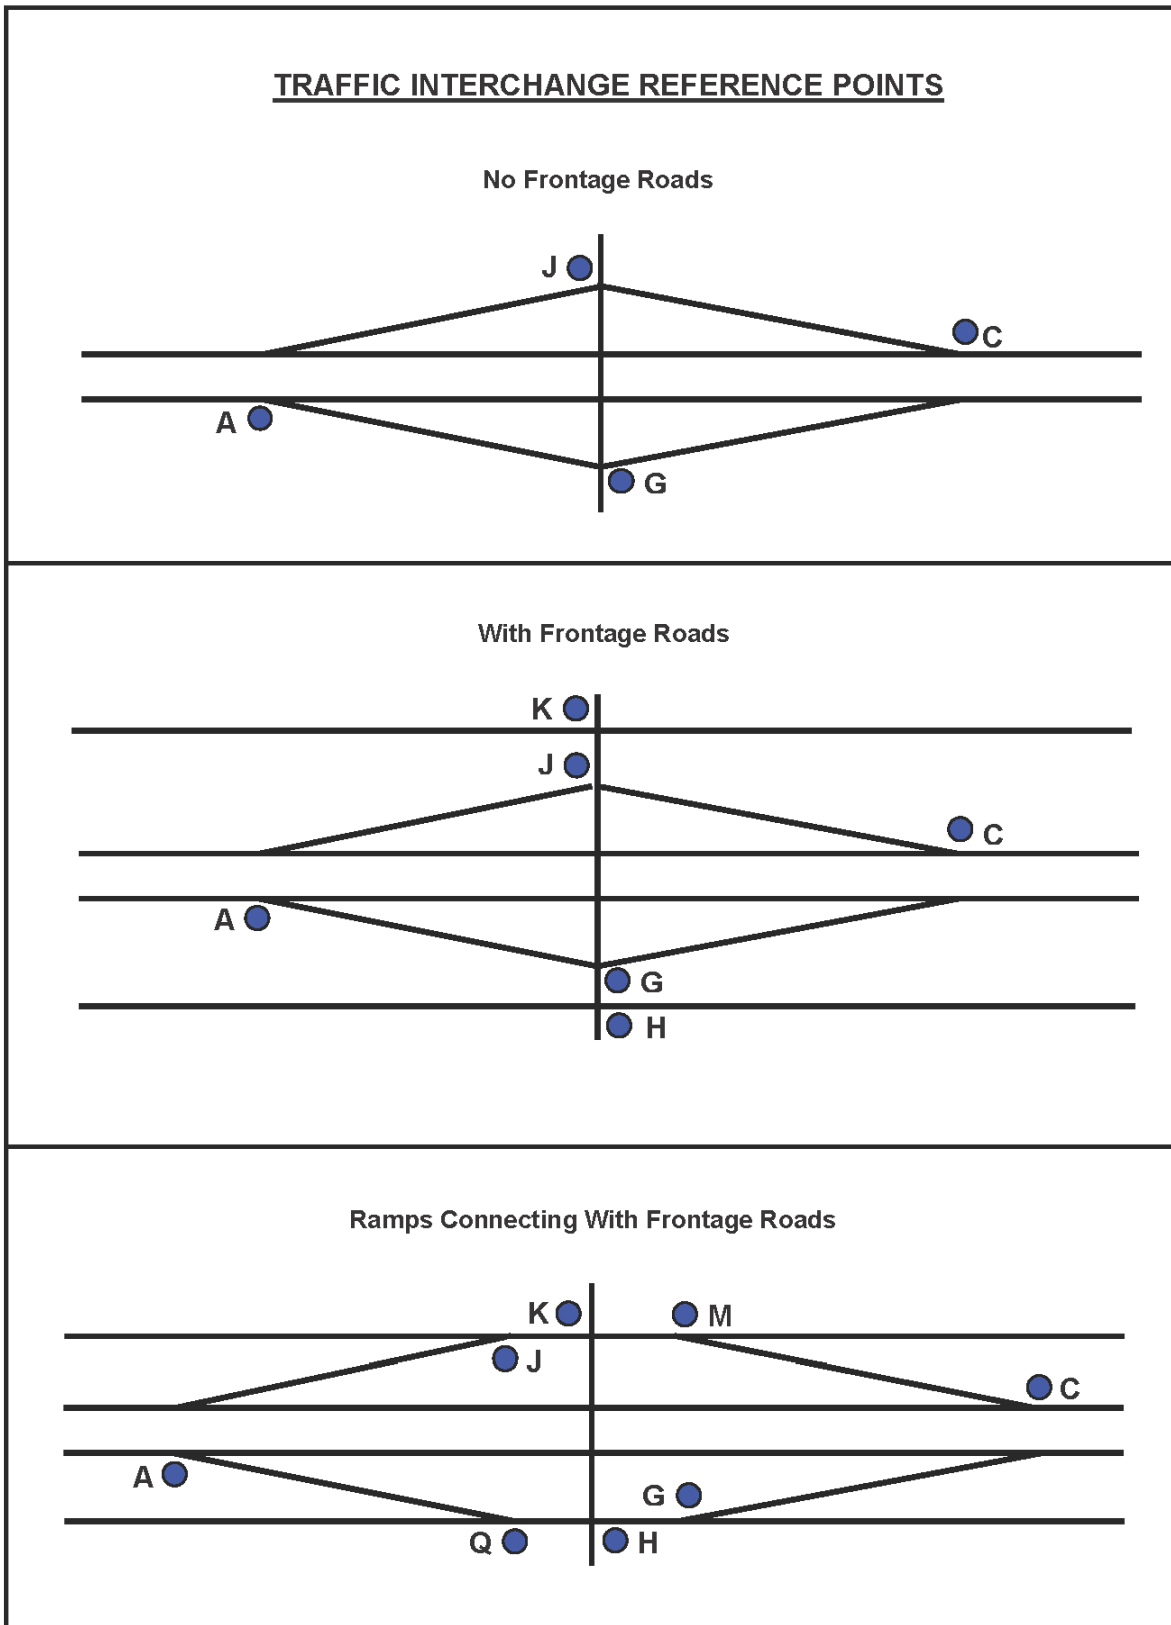 TRAFFIC INTERCHANGE REFERENCE POINTS
No Frontage Roads
J
C
A
G
With Frontage Roads
K
J
C
A
G
H
Ramps Connecting With Frontage Roads
K
M
J
C
A
G
Q
H